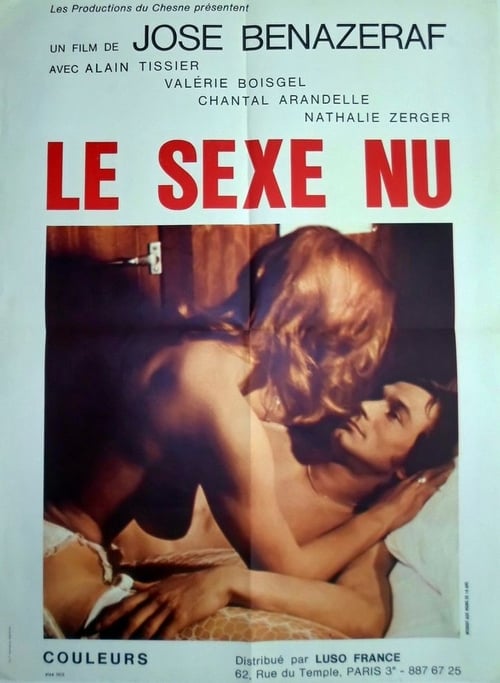 Les Productions du Chesne présentent
UN FILM DE JOSE BENAZERAF
AVEC ALAIN TISSIER
VALÉRIE BOISGEL
CHANTAL ARANDELLE
NATHALIE ZERGER
LE SEXE NU
COULEURS
Distribué par LUSO FRANCE
62, Rue du Temple, PARIS 3e - 887 67 25